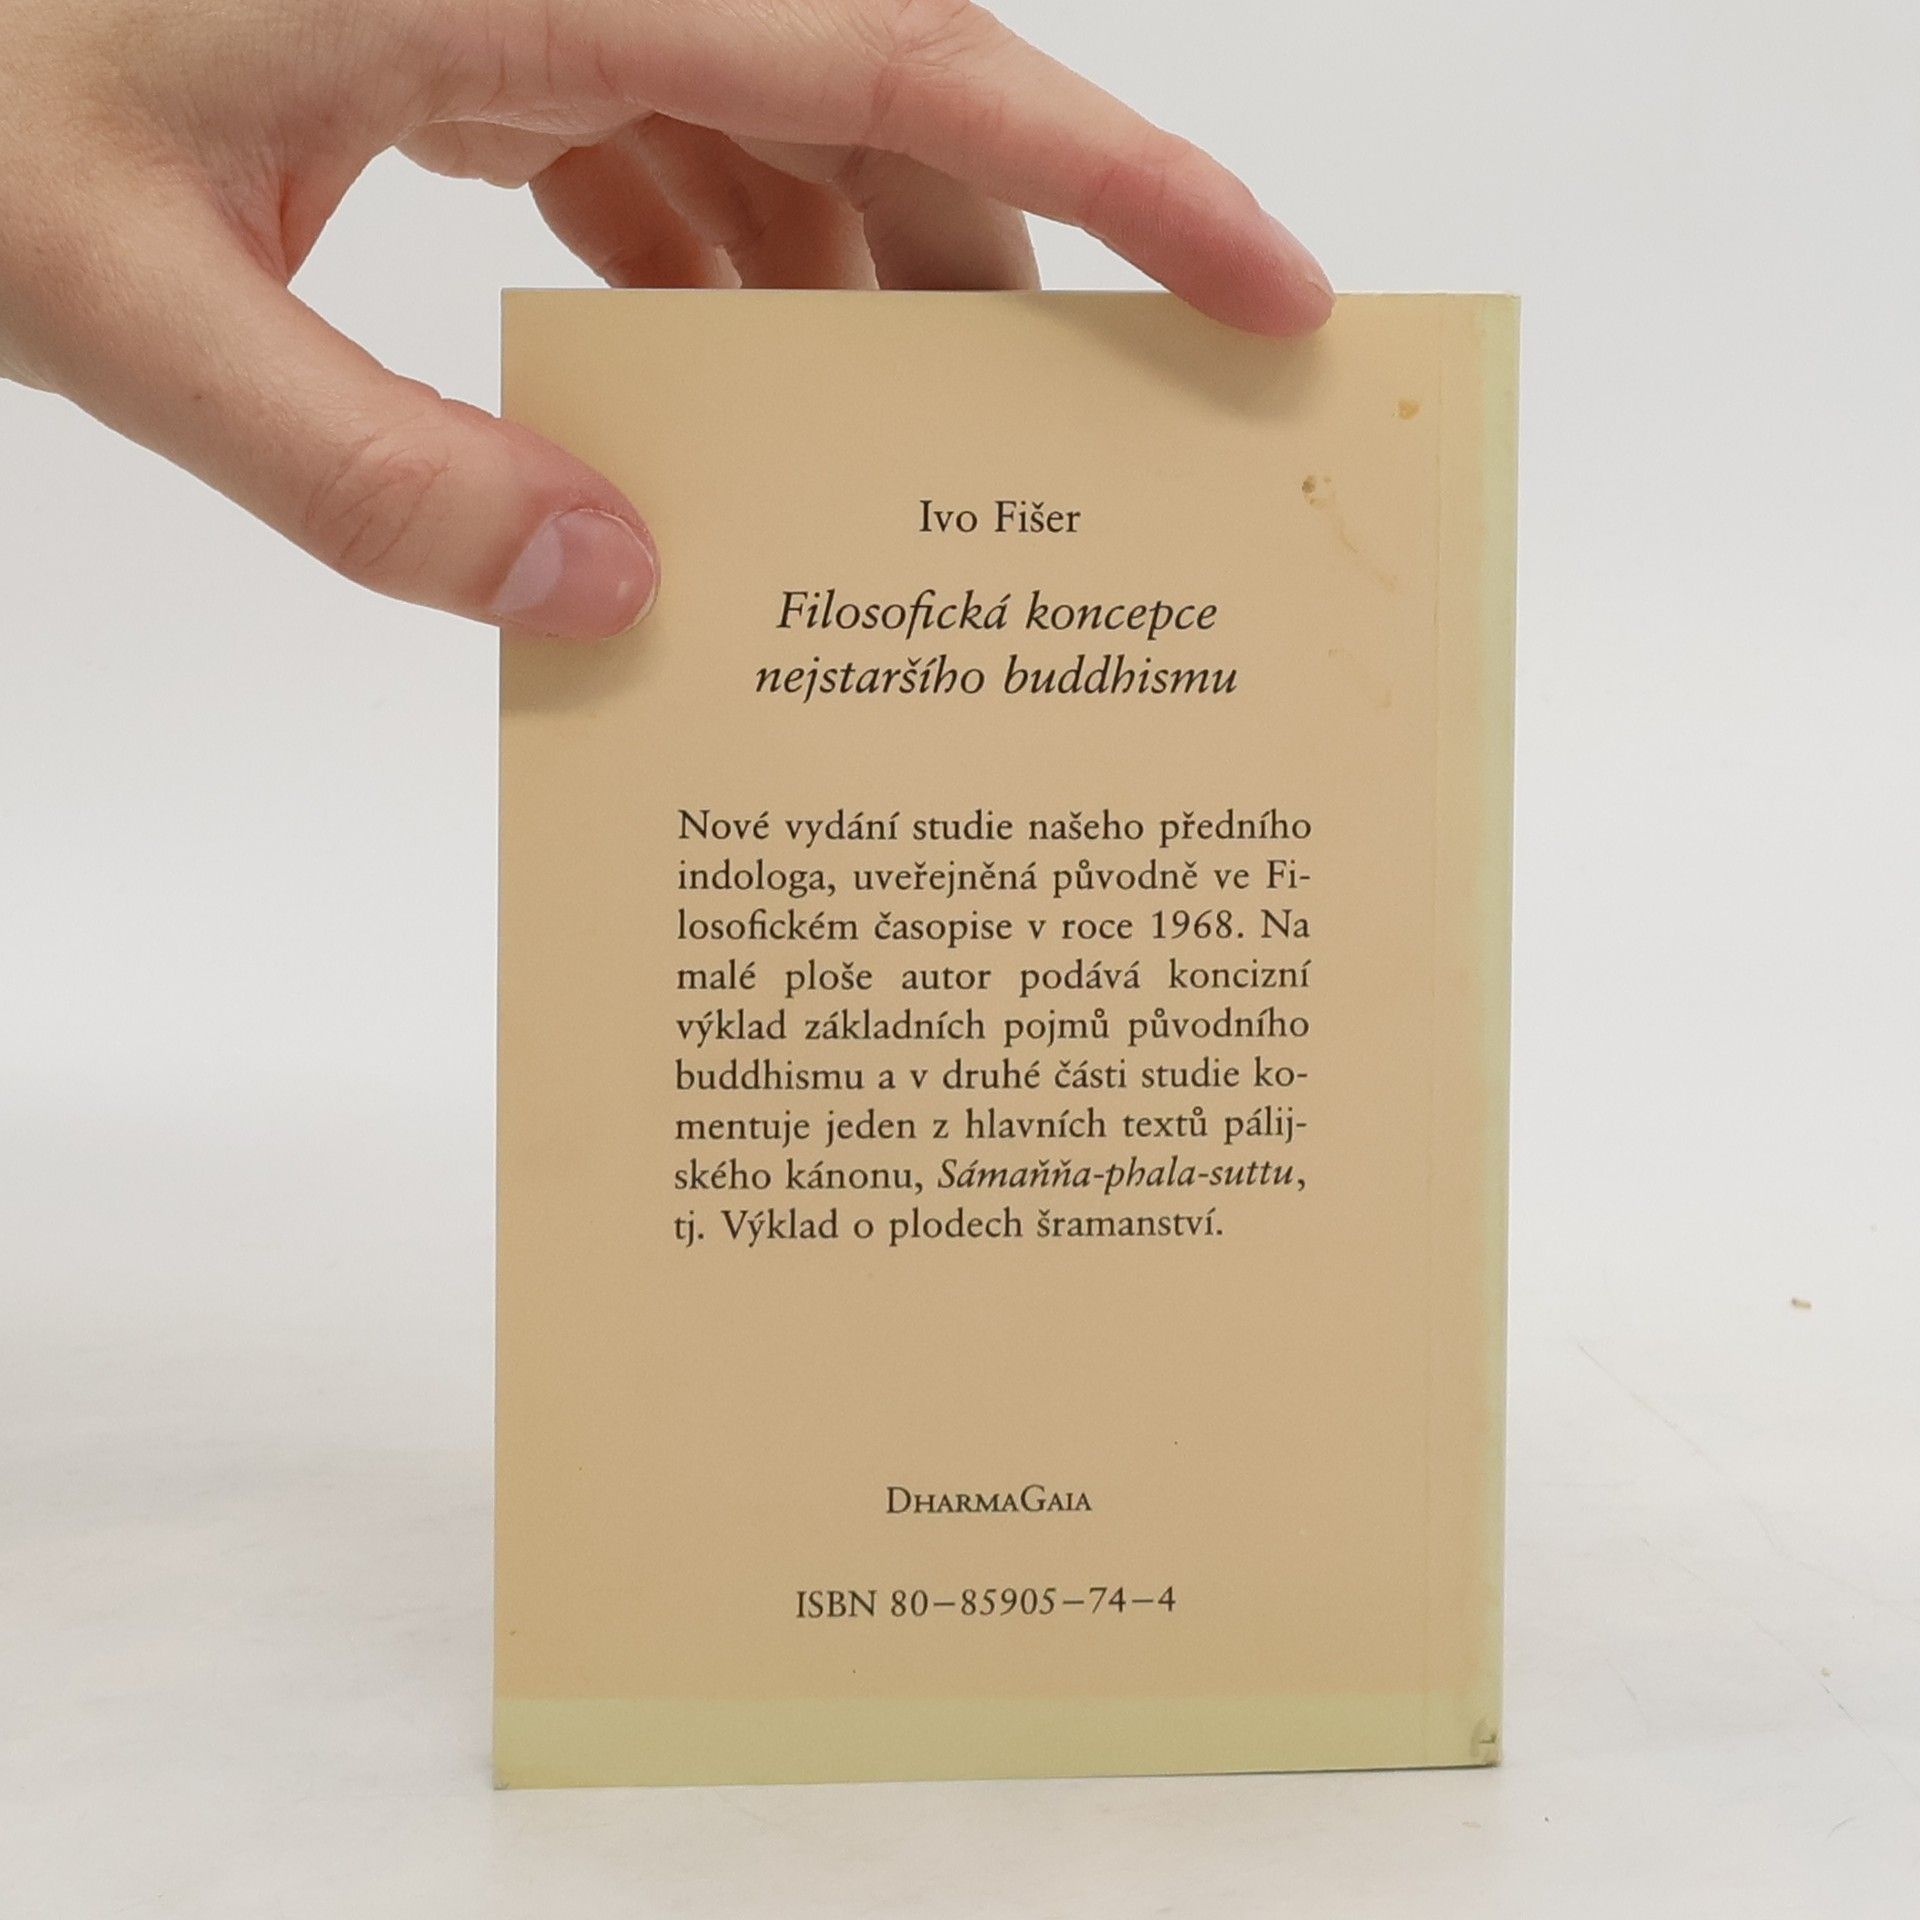 Ivo Fišer
Filosofická koncepce
nejstaršího buddhismu
Nové vydání studie našeho předního
indologa, uveřejněná původně ve Fi-
losofickém časopise v roce 1968. Na
malé ploše autor podává koncizní
výklad základních pojmů původního
buddhismu a v druhé části studie ko-
mentuje jeden z hlavních textů pálij-
ského kánonu, Sámaňňa-phala-suttu,
tj. Výklad o plodech šramanství.
DHARMAGAIA
ISBN 80–85905–74–4